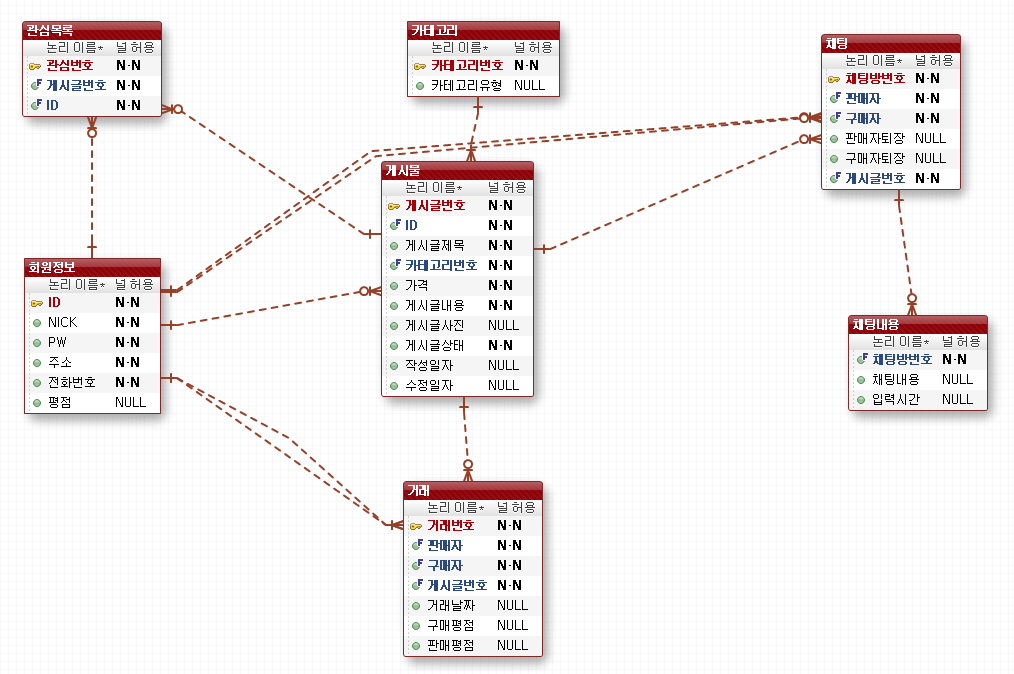 관심목록
논리 이름* 널 허용
관심번호 N-N
게시글번호 N-N
ID N-N
카테고리
논리 이름* 널 허용
카테고리번호 N-N
카테고리유형 NULL
채팅
논리 이름* 널 허용
채팅방번호 N-N
판매자 N-N
구매자 N-N
판매자퇴장 NULL
구매자퇴장 NULL
게시글번호 N-N
게시물
논리 이름* 널 허용
게시글번호 N-N
ID N-N
게시글제목 N-N
카테고리번호 N-N
가격 N-N
게시글내용 N-N
게시글사진 NULL
게시글상태 N-N
작성일자 NULL
수정일자 NULL
회원정보
논리 이름* 널 허용
ID N-N
NICK N-N
PW N-N
주소 N-N
전화번호 N-N
평점 NULL
채팅내용
논리 이름* 널 허용
채팅방번호 N-N
채팅내용 NULL
입력시간 NULL
거래
논리 이름* 널 허용
거래번호 N-N
판매자 N-N
구매자 N-N
게시글번호 N-N
거래날짜 NULL
구매평점 NULL
판매평점 NULL